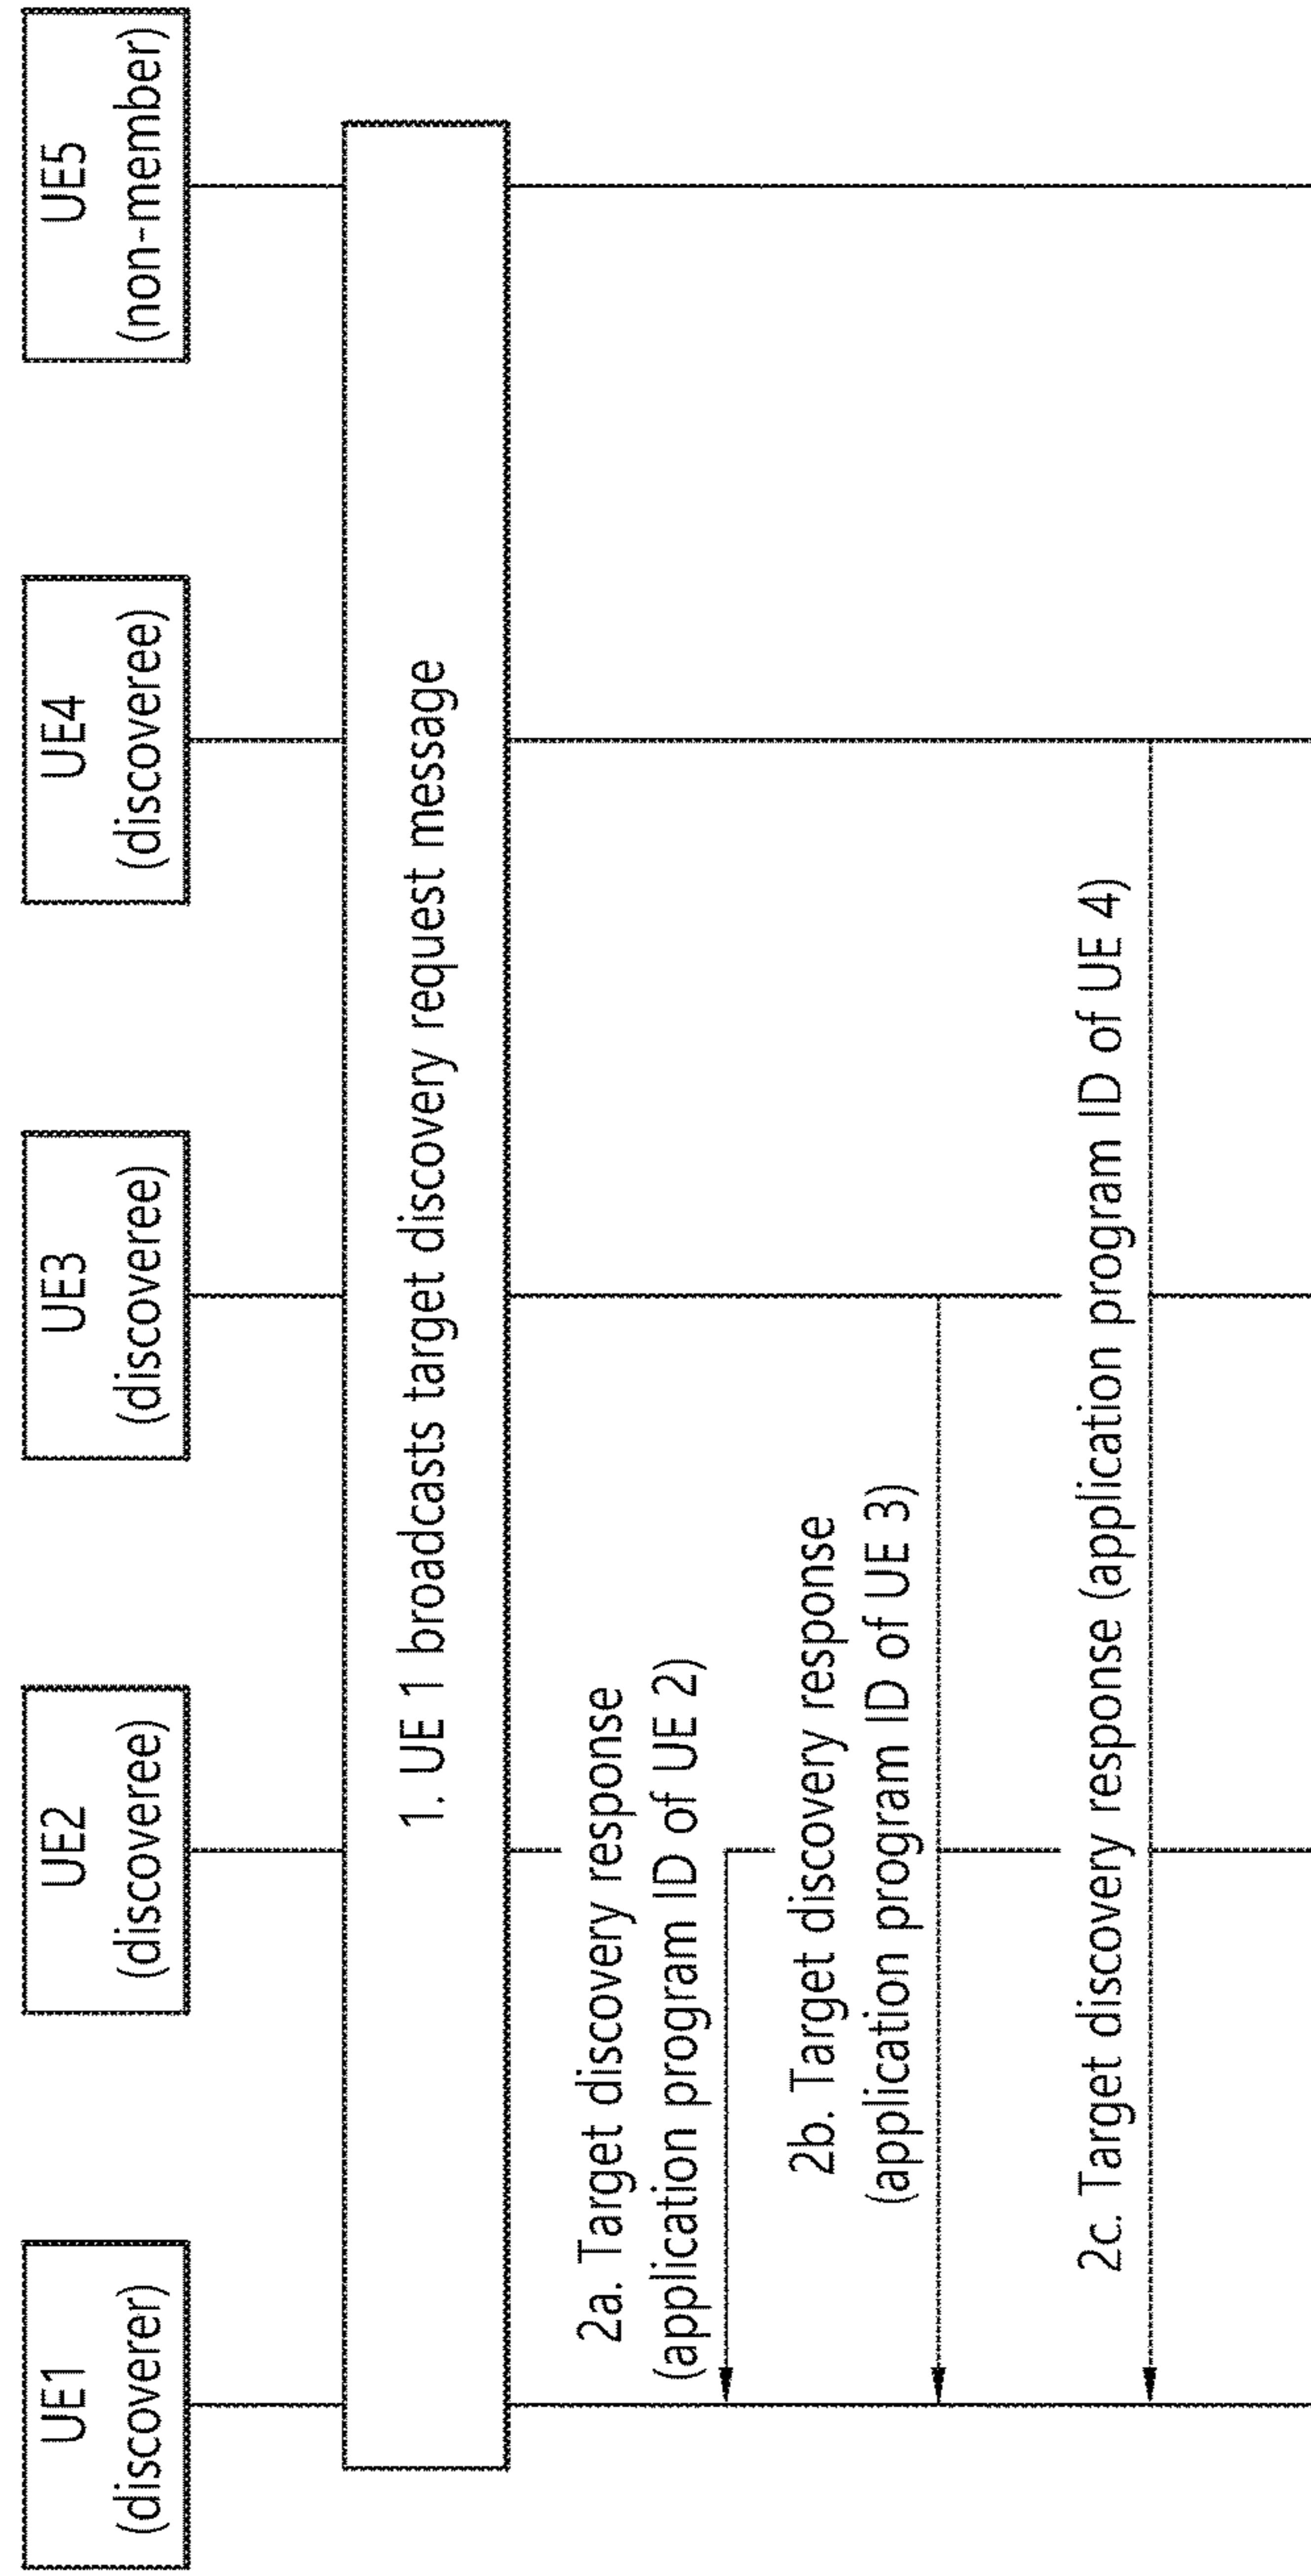 UE1
(discoverer)
UE2
(discoveree)
UE3
(discoveree)
UE4
(discoveree)
UE5
(non-member)
1. UE 1 broadcasts target discovery request message
2a. Target discovery response
(application program ID of UE 2)
2b. Target discovery response
(application program ID of UE 3)
2c. Target discovery response (application program ID of UE 4)